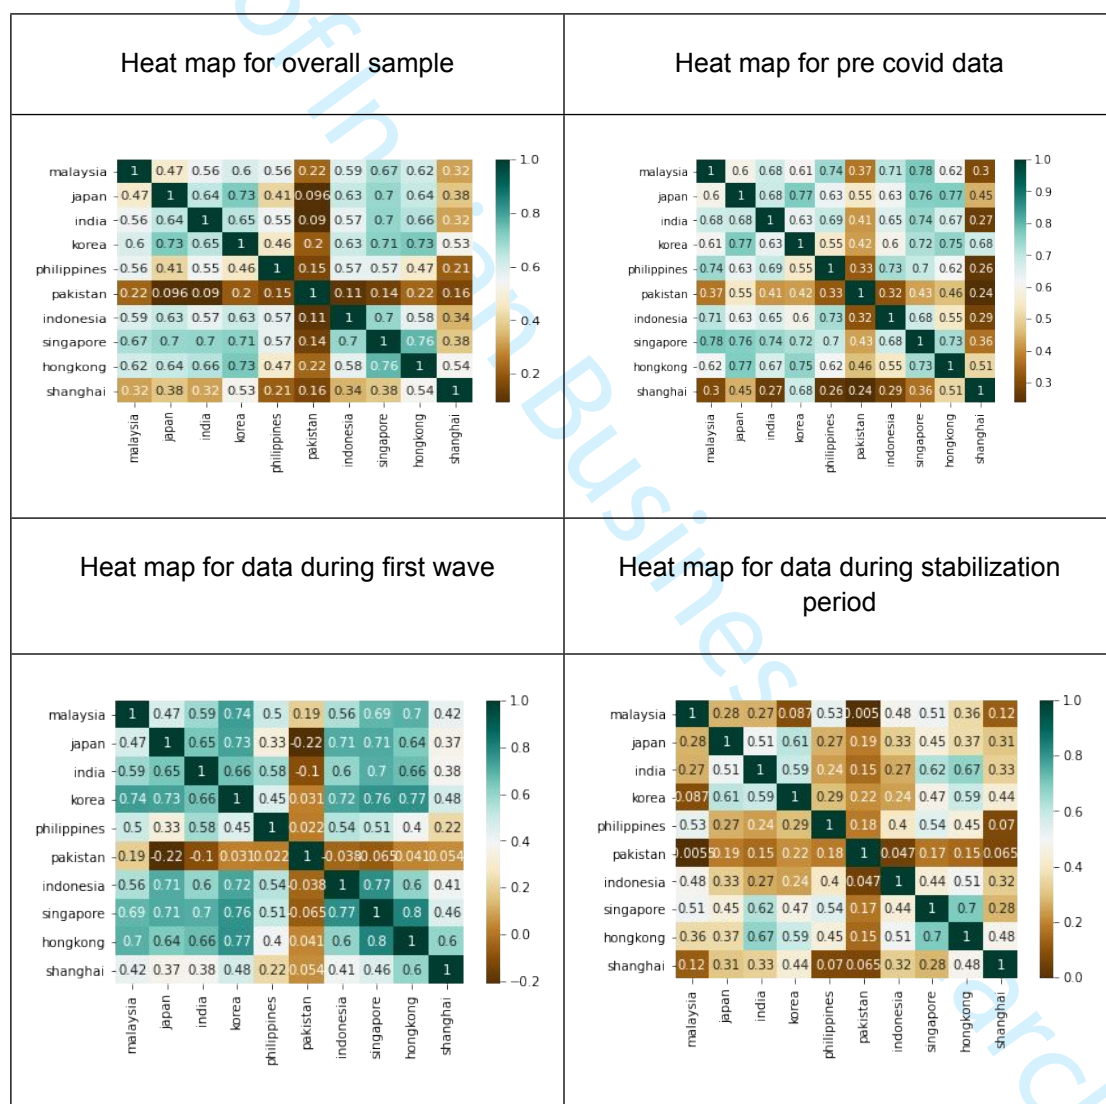 Heat map for overall sample
Heat map for pre covid data
malaysia 1 0.47 0.56 0.6 0.56 0.22 0.59 0.67 0.62 0.32
japan 0.47 1 0.64 0.73 0.41 0.096 0.63 0.7 0.64 0.38
india 0.56 0.64 1 0.65 0.55 0.09 0.57 0.7 0.66 0.32
korea 0.6 0.73 0.65 1 0.46 0.2 0.63 0.71 0.73 0.53
philippines 0.56 0.41 0.55 0.46 1 0.15 0.57 0.57 0.47 0.21
pakistan 0.22 0.096 0.09 0.2 0.15 1 0.11 0.14 0.22 0.16
indonesia 0.59 0.63 0.57 0.63 0.57 0.11 1 0.7 0.58 0.34
singapore 0.67 0.7 0.7 0.71 0.57 0.14 0.7 1 0.76 0.38
hongkong 0.62 0.64 0.66 0.73 0.47 0.22 0.58 0.76 1 0.54
shanghai 0.32 0.38 0.32 0.53 0.21 0.16 0.34 0.38 0.54 1
malaysia japan india korea philippines pakistan indonesia singapore hongkong shanghai
1.0
0.8
0.6
0.4
0.2
malaysia 1 0.6 0.68 0.61 0.74 0.37 0.71 0.78 0.62 0.3
japan 0.6 1 0.68 0.77 0.63 0.55 0.63 0.76 0.77 0.45
india 0.68 0.68 1 0.63 0.69 0.41 0.65 0.74 0.67 0.27
korea 0.61 0.77 0.63 1 0.55 0.42 0.6 0.72 0.75 0.68
philippines 0.74 0.63 0.69 0.55 1 0.33 0.73 0.7 0.62 0.26
pakistan 0.37 0.55 0.41 0.42 0.33 1 0.32 0.43 0.46 0.24
indonesia 0.71 0.63 0.65 0.6 0.73 0.32 1 0.68 0.55 0.29
singapore 0.78 0.76 0.74 0.72 0.7 0.43 0.68 1 0.73 0.36
hongkong 0.62 0.77 0.67 0.75 0.62 0.46 0.55 0.73 1 0.51
shanghai 0.3 0.45 0.27 0.68 0.26 0.24 0.29 0.36 0.51 1
malaysia japan india korea philippines pakistan indonesia singapore hongkong shanghai
1.0
0.9
0.8
0.7
0.6
0.5
0.4
0.3
Heat map for data during first wave
Heat map for data during stabilization
period
malaysia 1 0.47 0.59 0.74 0.5 0.19 0.56 0.69 0.7 0.42
japan 0.47 1 0.65 0.73 0.33 -0.22 0.71 0.71 0.64 0.37
india 0.59 0.65 1 0.66 0.58 -0.1 0.6 0.7 0.66 0.38
korea 0.74 0.73 0.66 1 0.45 0.031 0.72 0.76 0.77 0.48
philippines 0.5 0.33 0.58 0.45 1 0.022 0.54 0.51 0.4 0.22
pakistan 0.19 -0.22 -0.1 0.031 0.022 1 -0.038 -0.065 0.041 0.054
indonesia 0.56 0.71 0.6 0.72 0.54 -0.038 1 0.77 0.6 0.41
singapore 0.69 0.71 0.7 0.76 0.51 -0.065 0.77 1 0.8 0.46
hongkong 0.7 0.64 0.66 0.77 0.4 0.041 0.6 0.8 1 0.6
shanghai 0.42 0.37 0.38 0.48 0.22 0.054 0.41 0.46 0.6 1
malaysia japan india korea philippines pakistan indonesia singapore hongkong shanghai
1.0
0.8
0.6
0.4
0.2
0.0
-0.2
malaysia 1 0.28 0.27 0.087 0.53 0.48 0.51 0.36 0.12
japan 0.28 1 0.51 0.61 0.27 0.19 0.33 0.45 0.37 0.31
india 0.27 0.51 1 0.59 0.24 0.15 0.27 0.62 0.67 0.33
korea 0.087 0.61 0.59 1 0.29 0.22 0.24 0.47 0.59 0.44
philippines 0.53 0.27 0.24 0.29 1 0.18 0.4 0.54 0.45 0.07
pakistan 0.0055 0.19 0.15 0.22 0.18 1 0.047 0.17 0.15 0.065
indonesia 0.48 0.33 0.27 0.24 0.4 0.047 1 0.44 0.51 0.32
singapore 0.51 0.45 0.62 0.47 0.54 0.17 0.44 1 0.7 0.28
hongkong 0.36 0.37 0.67 0.59 0.45 0.15 0.51 0.7 1 0.48
shanghai 0.12 0.31 0.33 0.44 0.07 0.065 0.32 0.28 0.48 1
malaysia japan india korea philippines pakistan indonesia singapore hongkong shanghai
1.0
0.8
0.6
0.4
0.2
0.0